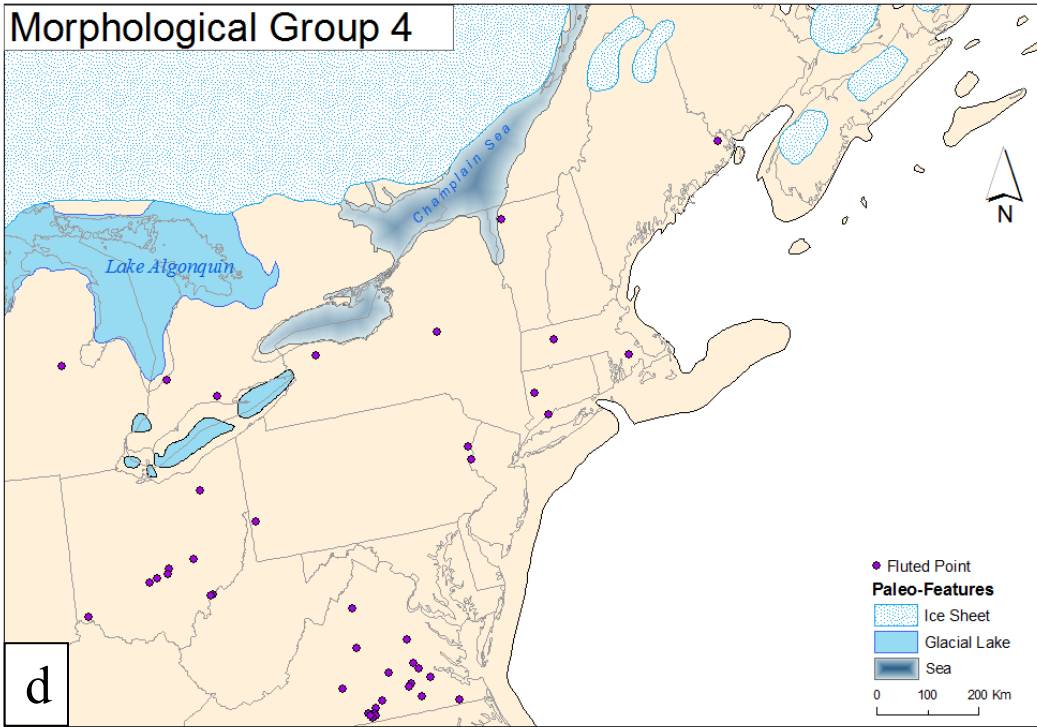 Morphological Group 4
Champlain Sea
N
Lake Algonquin
Fluted Point
Paleo-Features
Ice Sheet
Glacial Lake
Sea
0 100 200 Km
d